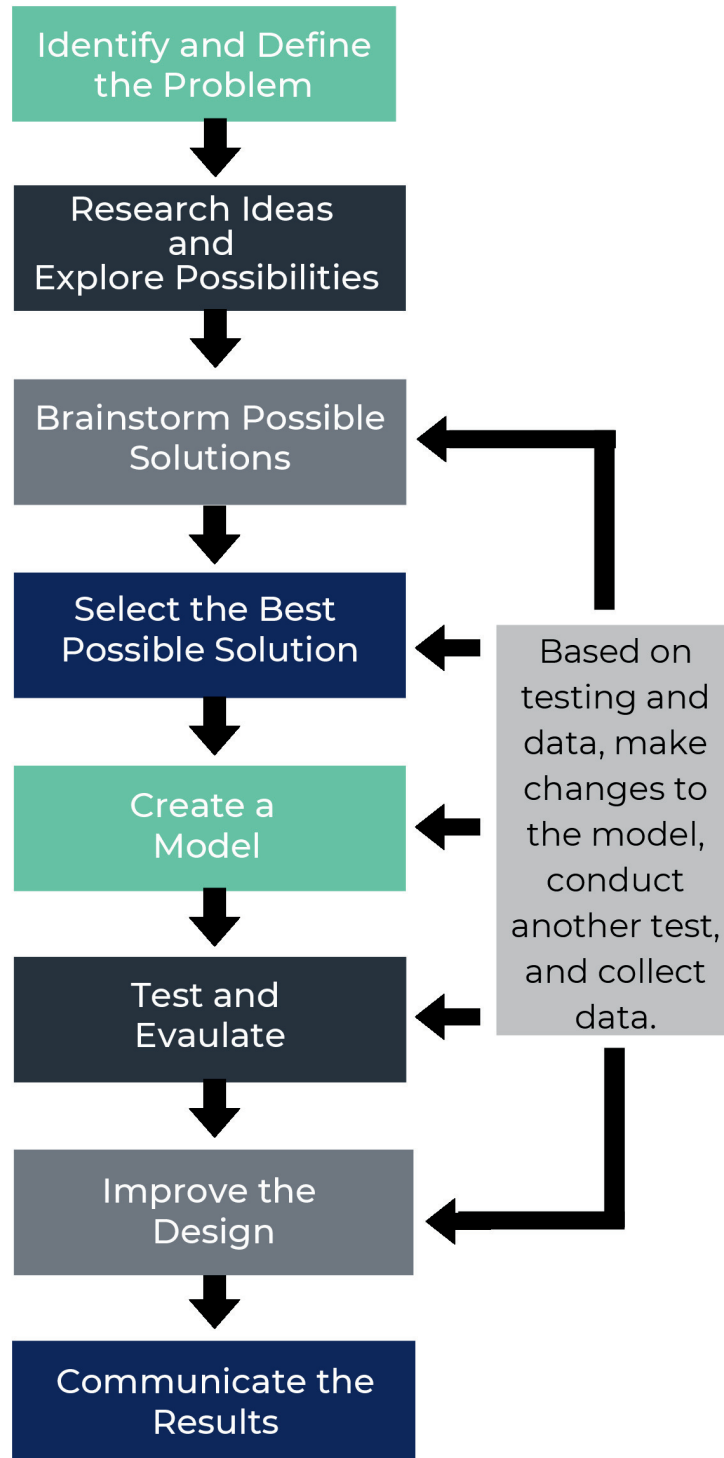 Identify and Define
the Problem
Research Ideas
and
Explore Possibilities
Brainstorm Possible
Solutions
Select the Best
Possible Solution
Based on
testing and
data, make
changes to
the model,
conduct
another test,
and collect
data.
Create a
Model
Test and
Evaulate
Improve the
Design
Communicate the
Results